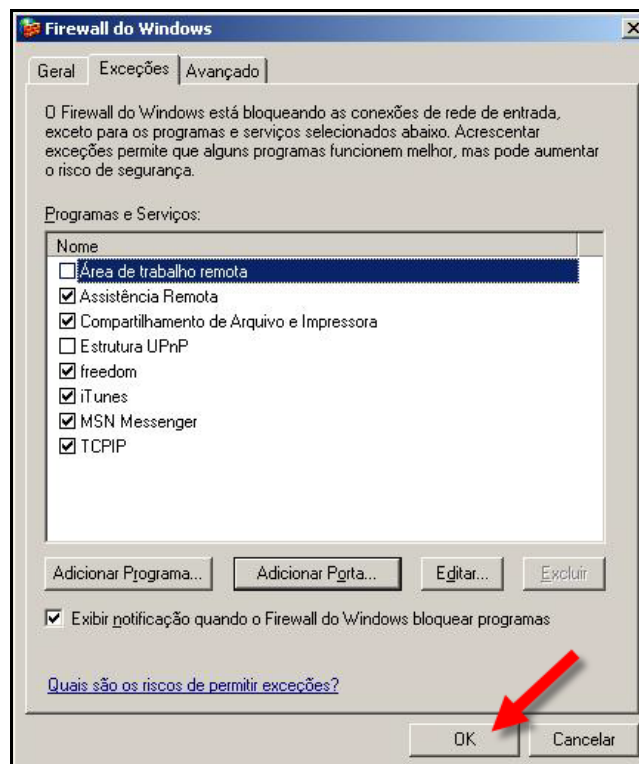 Firewall do Windows
Geral Exceções Avançado
O Firewall do Windows está bloqueando as conexões de rede de entrada,
exceto para os programas e serviços selecionados abaixo. Acrescentar
exceções permite que alguns programas funcionem melhor, mas pode aumentar
o risco de segurança.
Programas e Serviços:
Nome
Área de trabalho remota
Assistência Remota
Compartilhamento de Arquivo e Impressora
Estrutura UPnP
freedom
iTunes
MSN Messenger
TCPIP
Adicionar Programa... Adicionar Porta... Editar... Excluir
Exibir notificação quando o Firewall do Windows bloquear programas
Quais são os riscos de permitir exceções?
OK Cancelar